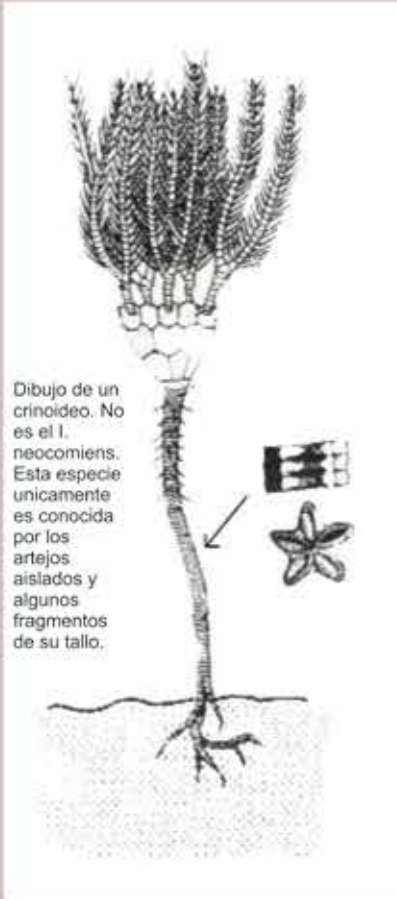 Dibujo de un
crinoideo. No
es el I.
neocomiens.
Esta especie
unicamente
es conocida
por los
artejos
aislados y
algunos
fragmentos
de su tallo.